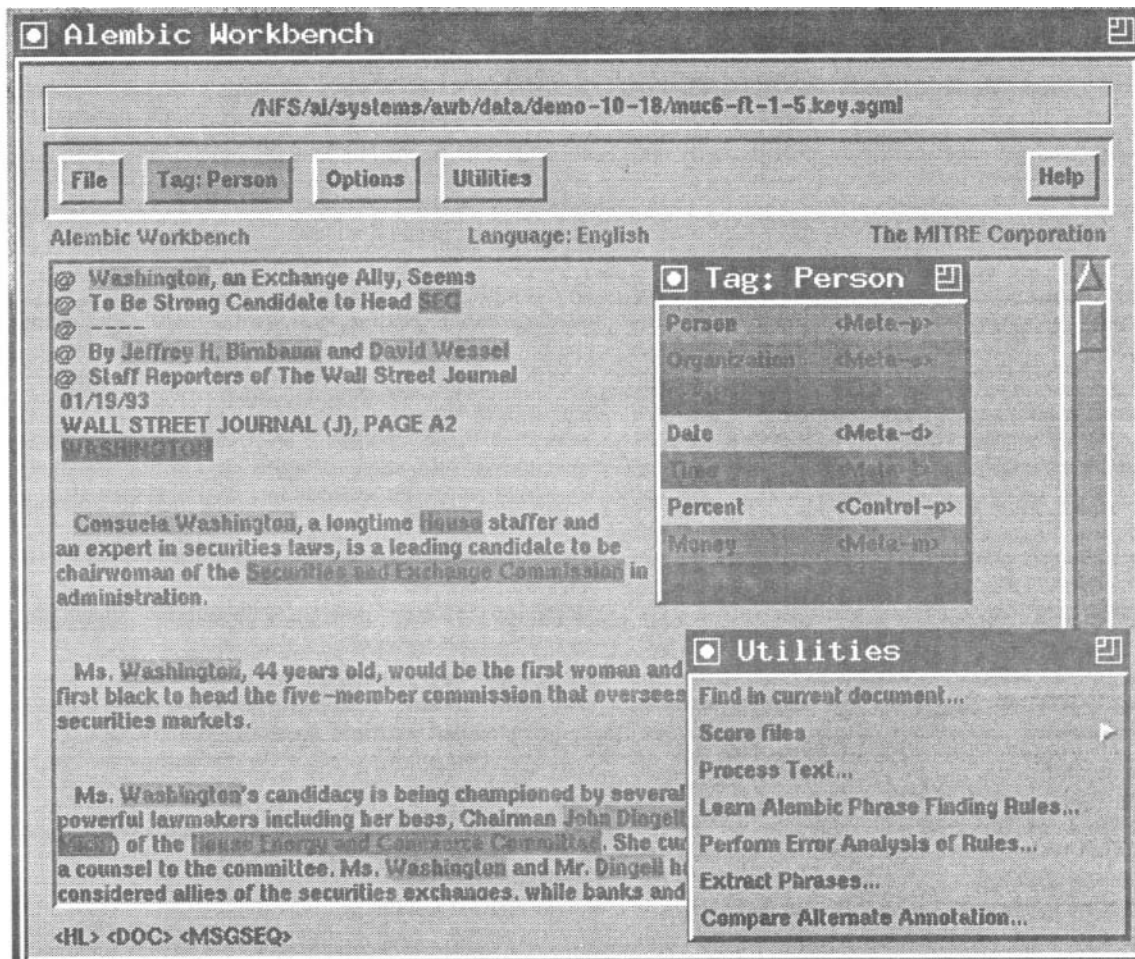 Alembic Workbench
/NFS/ai/systems/awb/data/demo-10-18/muc6-ft-1-5.key.sgml
File Tag: Person Options Utilities Help
Alembic Workbench Language: English The MITRE Corporation
@ Washington, an Exchange Ally, Seems
@ To Be Strong Candidate to Head SEC
@ ----
@ By Jeffrey H. Birnbaum and David Wessel
@ Staff Reporters of The Wall Street Journal
01/19/93
WALL STREET JOURNAL (J), PAGE A2
WASHINGTON
Consuela Washington, a longtime House staffer and
an expert in securities laws, is a leading candidate to be
chairwoman of the Securities and Exchange Commission in
administration.
Ms. Washington, 44 years old, would be the first woman and
first black to head the five-member commission that oversees
securities markets.
Ms. Washington's candidacy is being championed by several
powerful lawmakers including her boss, Chairman John Dingell
Mich.) of the House Energy and Commerce Committee. She cur
a counsel to the committee. Ms. Washington and Mr. Dingell h
considered allies of the securities exchanges, while banks and
<HL> <DOC> <MSGSEQ>
Tag: Person
Person <Meta-p>
Organization <Meta-o>
Date <Meta-d>
Time
Percent <Control-p>
Money <Meta-m>
Utilities
Find in current document...
Score files
Process Text...
Learn Alembic Phrase Finding Rules...
Perform Error Analysis of Rules...
Extract Phrases...
Compare Alternate Annotation...